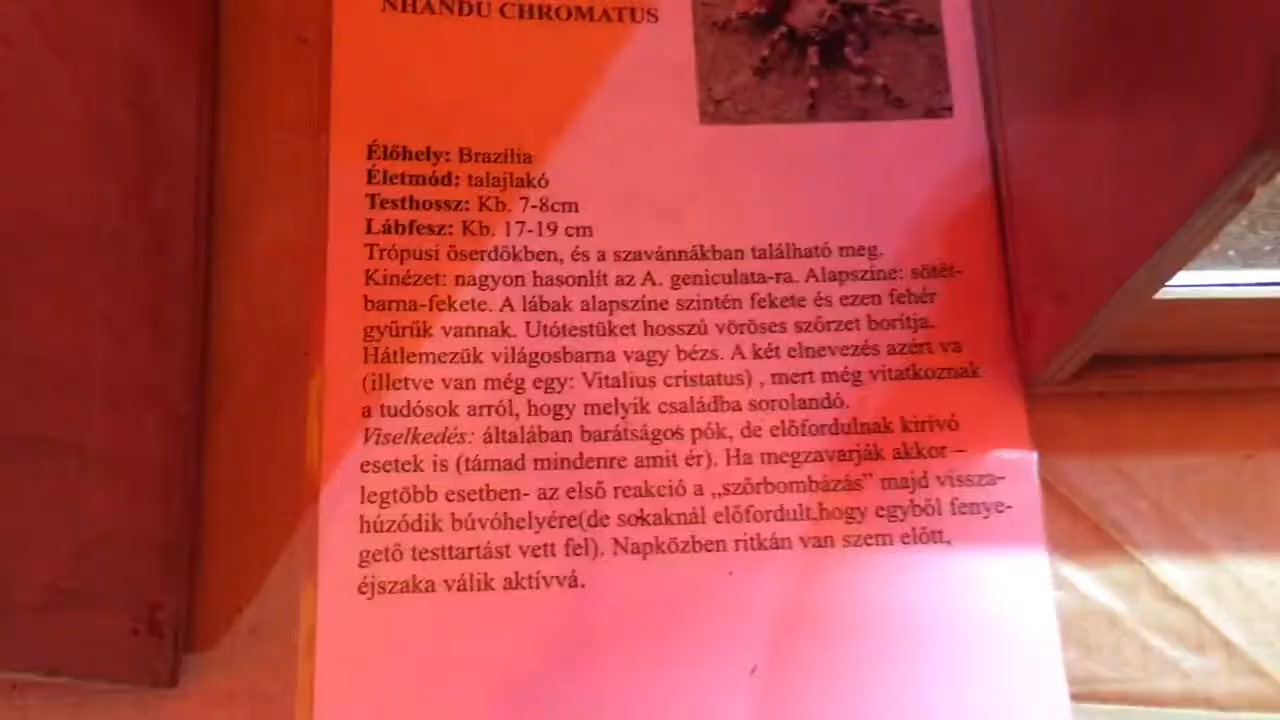 NHANDU CHROMATUS
Élőhely: Brazília
Életmód: talajlakó
Testhossz: Kb. 7-8cm
Lábfesz: Kb. 17-19 cm
Trópusi őserdőkben, és a szavánnákban található meg.
Kinézet: nagyon hasonlít az A. geniculata-ra. Alapszíne: sötét-
barna-fekete. A lábak alapszíne szintén fekete és ezen fehér
gyűrűk vannak. Utótestüket hosszú vöröses szőrzet borítja.
Hátlemezük világosbarna vagy bézs. A két elnevezés azért va
(illetve van még egy: Vitalius cristatus) , mert még vitatkoznak
a tudósok arról, hogy melyik családba sorolandó.
Viselkedés: általában barátságos pók, de előfordulnak kirívó
esetek is (támad mindenre amit ér). Ha megzavarják akkor –
legtöbb esetben- az első reakció a „szőrbombázás” majd vissza-
húzódik búvóhelyére(de sokaknál előfordult,hogy egyből fenye-
gető testtartást vett fel). Napközben ritkán van szem előtt,
éjszaka válik aktívvá.